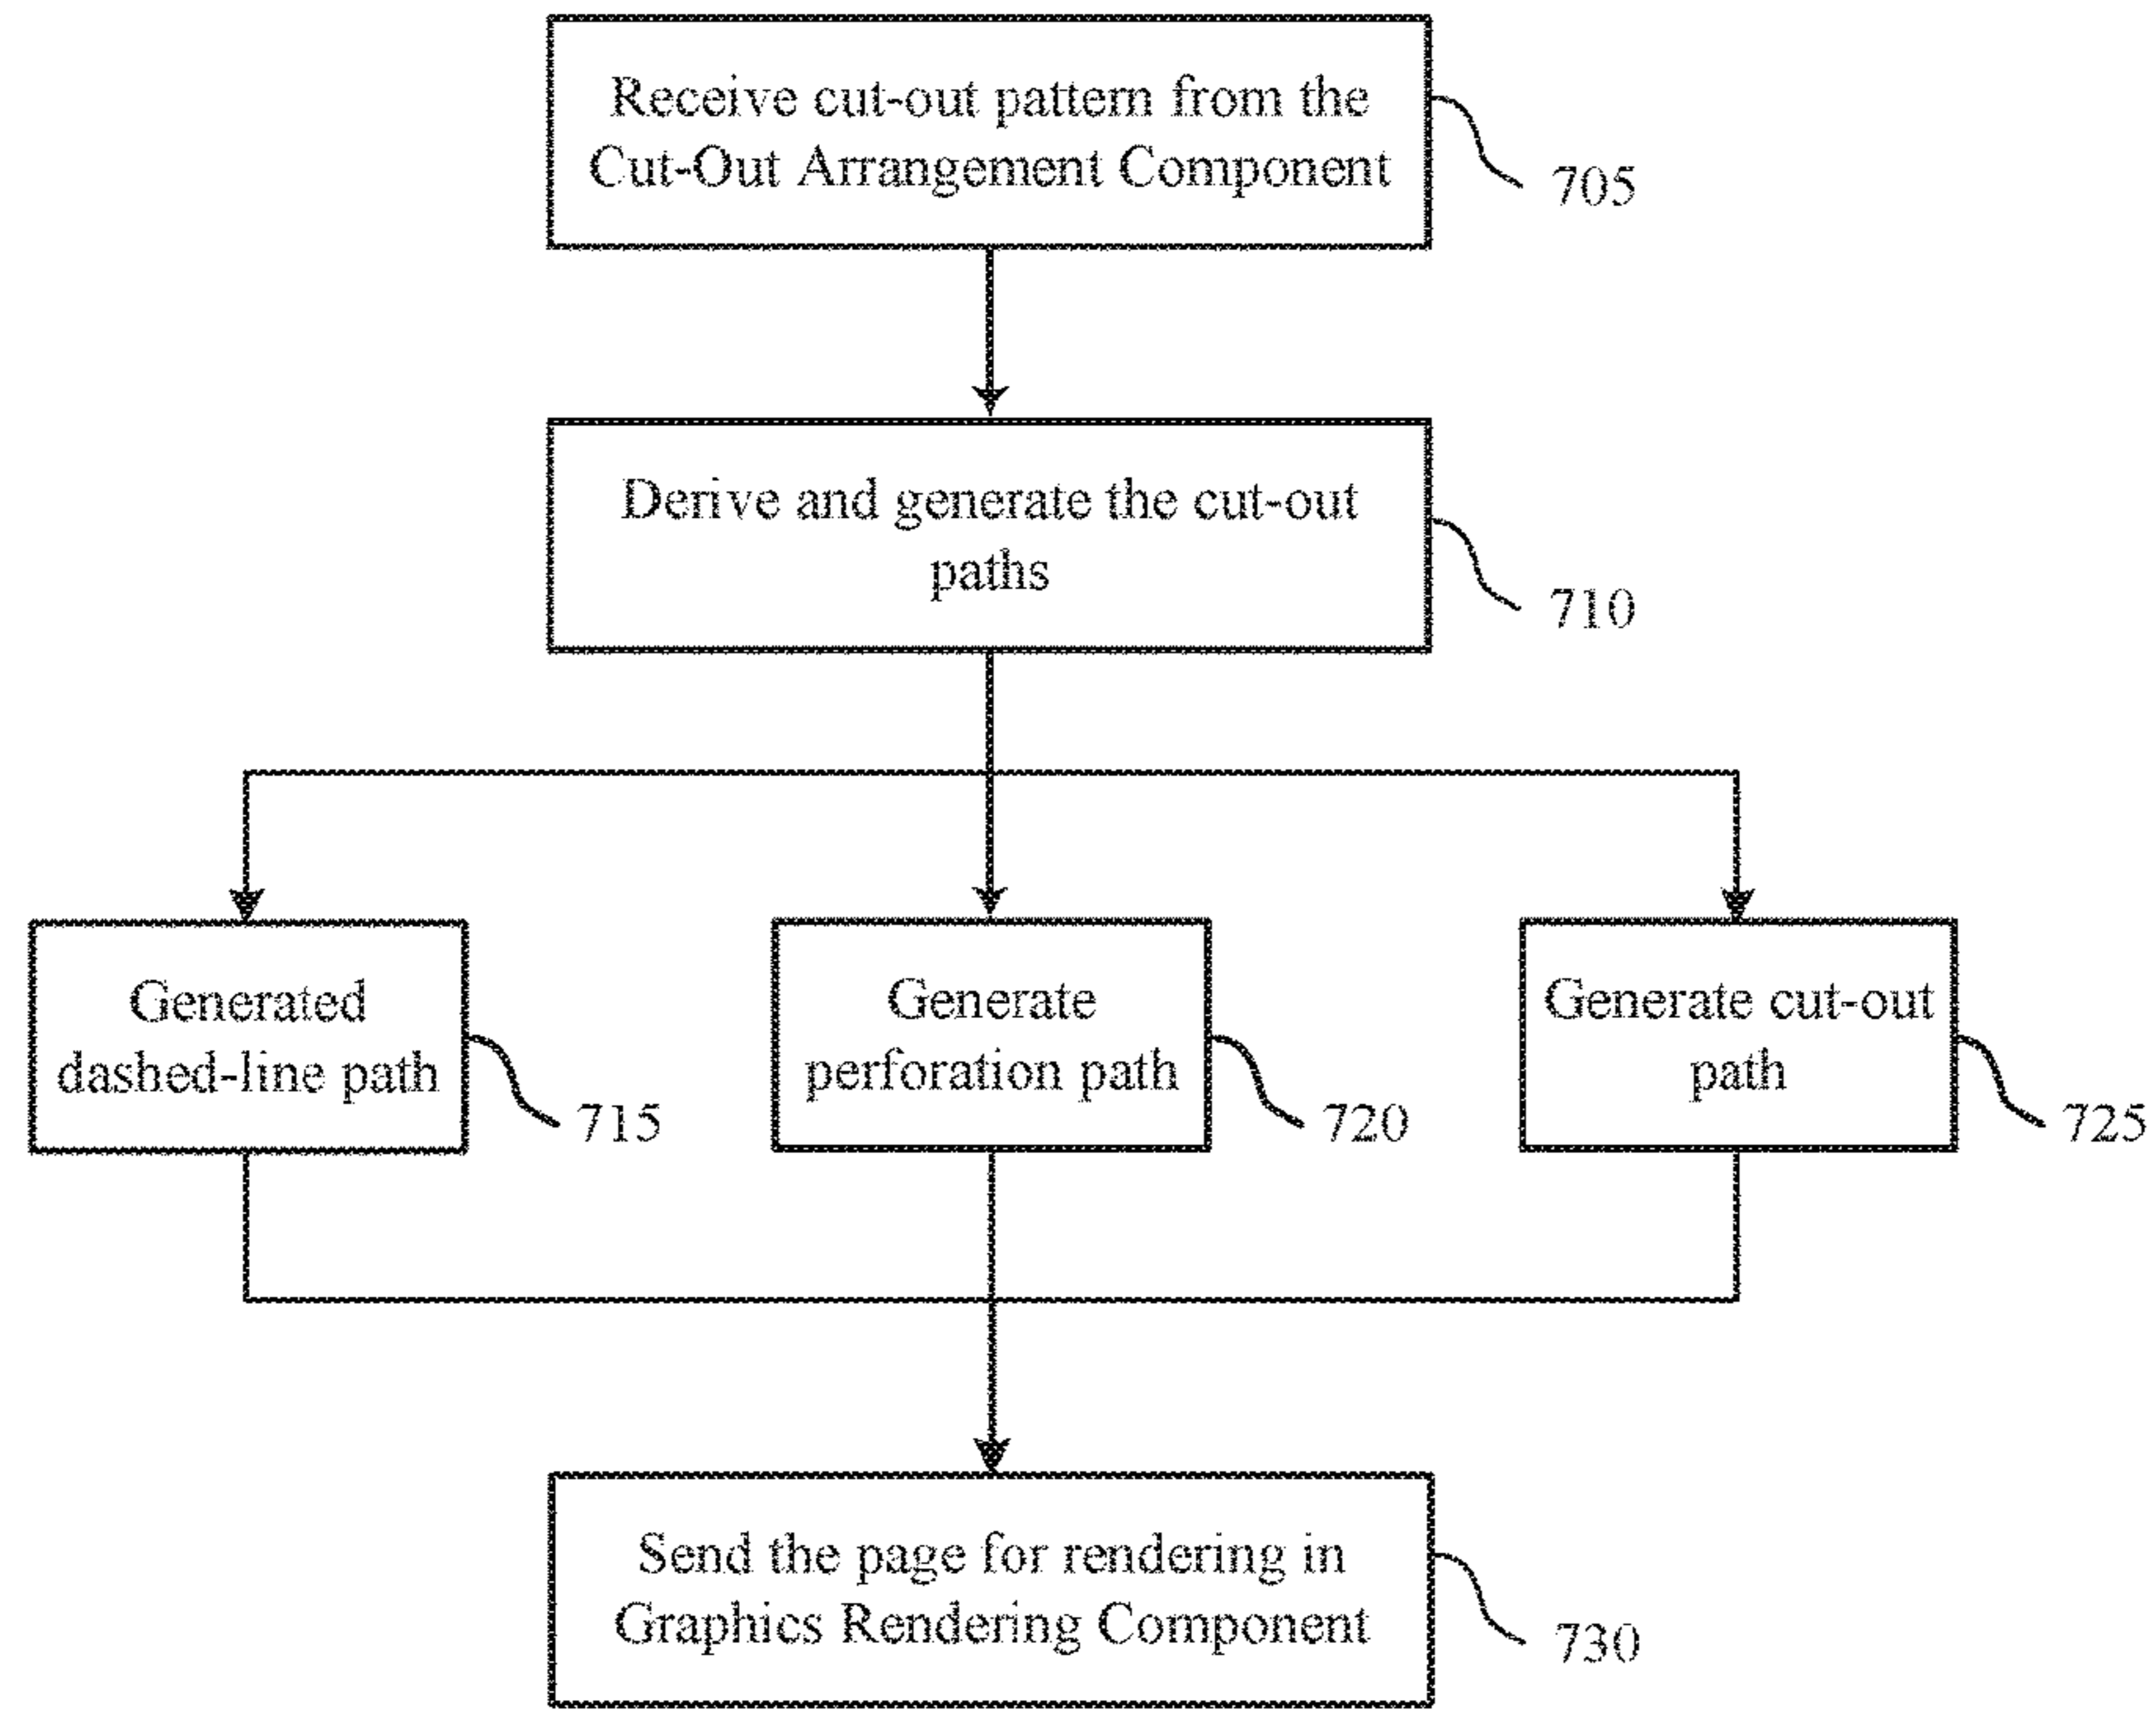 Receive cut-out pattern from the
Cut-Out Arrangement Component
705
Derive and generate the cut-out
paths
710
Generated
dashed-line path
715
Generate
perforation path
720
Generate cut-out
path
725
Send the page for rendering in
Graphics Rendering Component
730